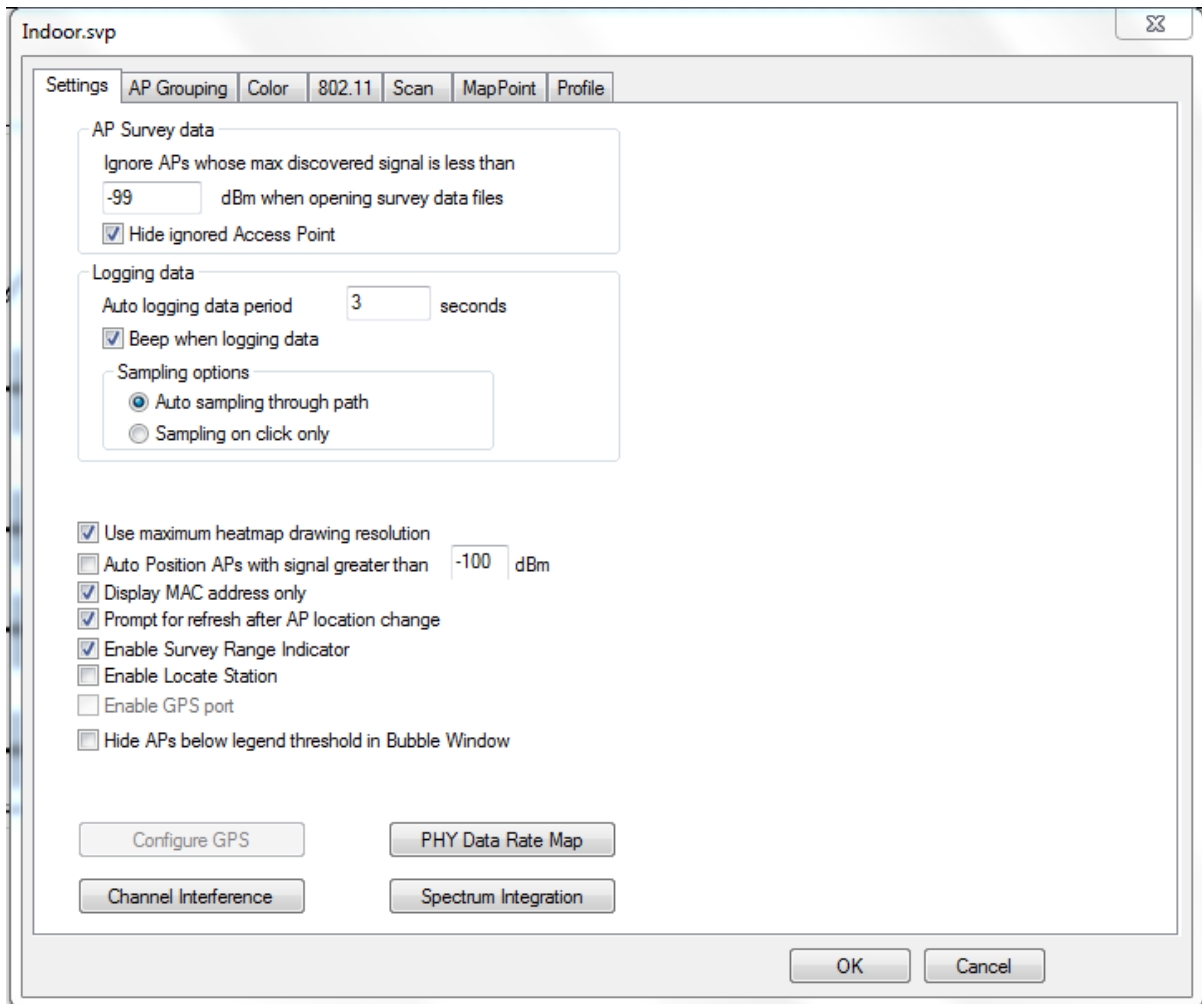 Indoor.svp
Settings AP Grouping Color 802.11 Scan MapPoint Profile
AP Survey data
Ignore APs whose max discovered signal is less than
-99 dBm when opening survey data files
Hide ignored Access Point
Logging data
Auto logging data period 3 seconds
Beep when logging data
Sampling options
Auto sampling through path
Sampling on click only
Use maximum heatmap drawing resolution
Auto Position APs with signal greater than -100 dBm
Display MAC address only
Prompt for refresh after AP location change
Enable Survey Range Indicator
Enable Locate Station
Enable GPS port
Hide APs below legend threshold in Bubble Window
Configure GPS PHY Data Rate Map
Channel Interference Spectrum Integration
OK Cancel